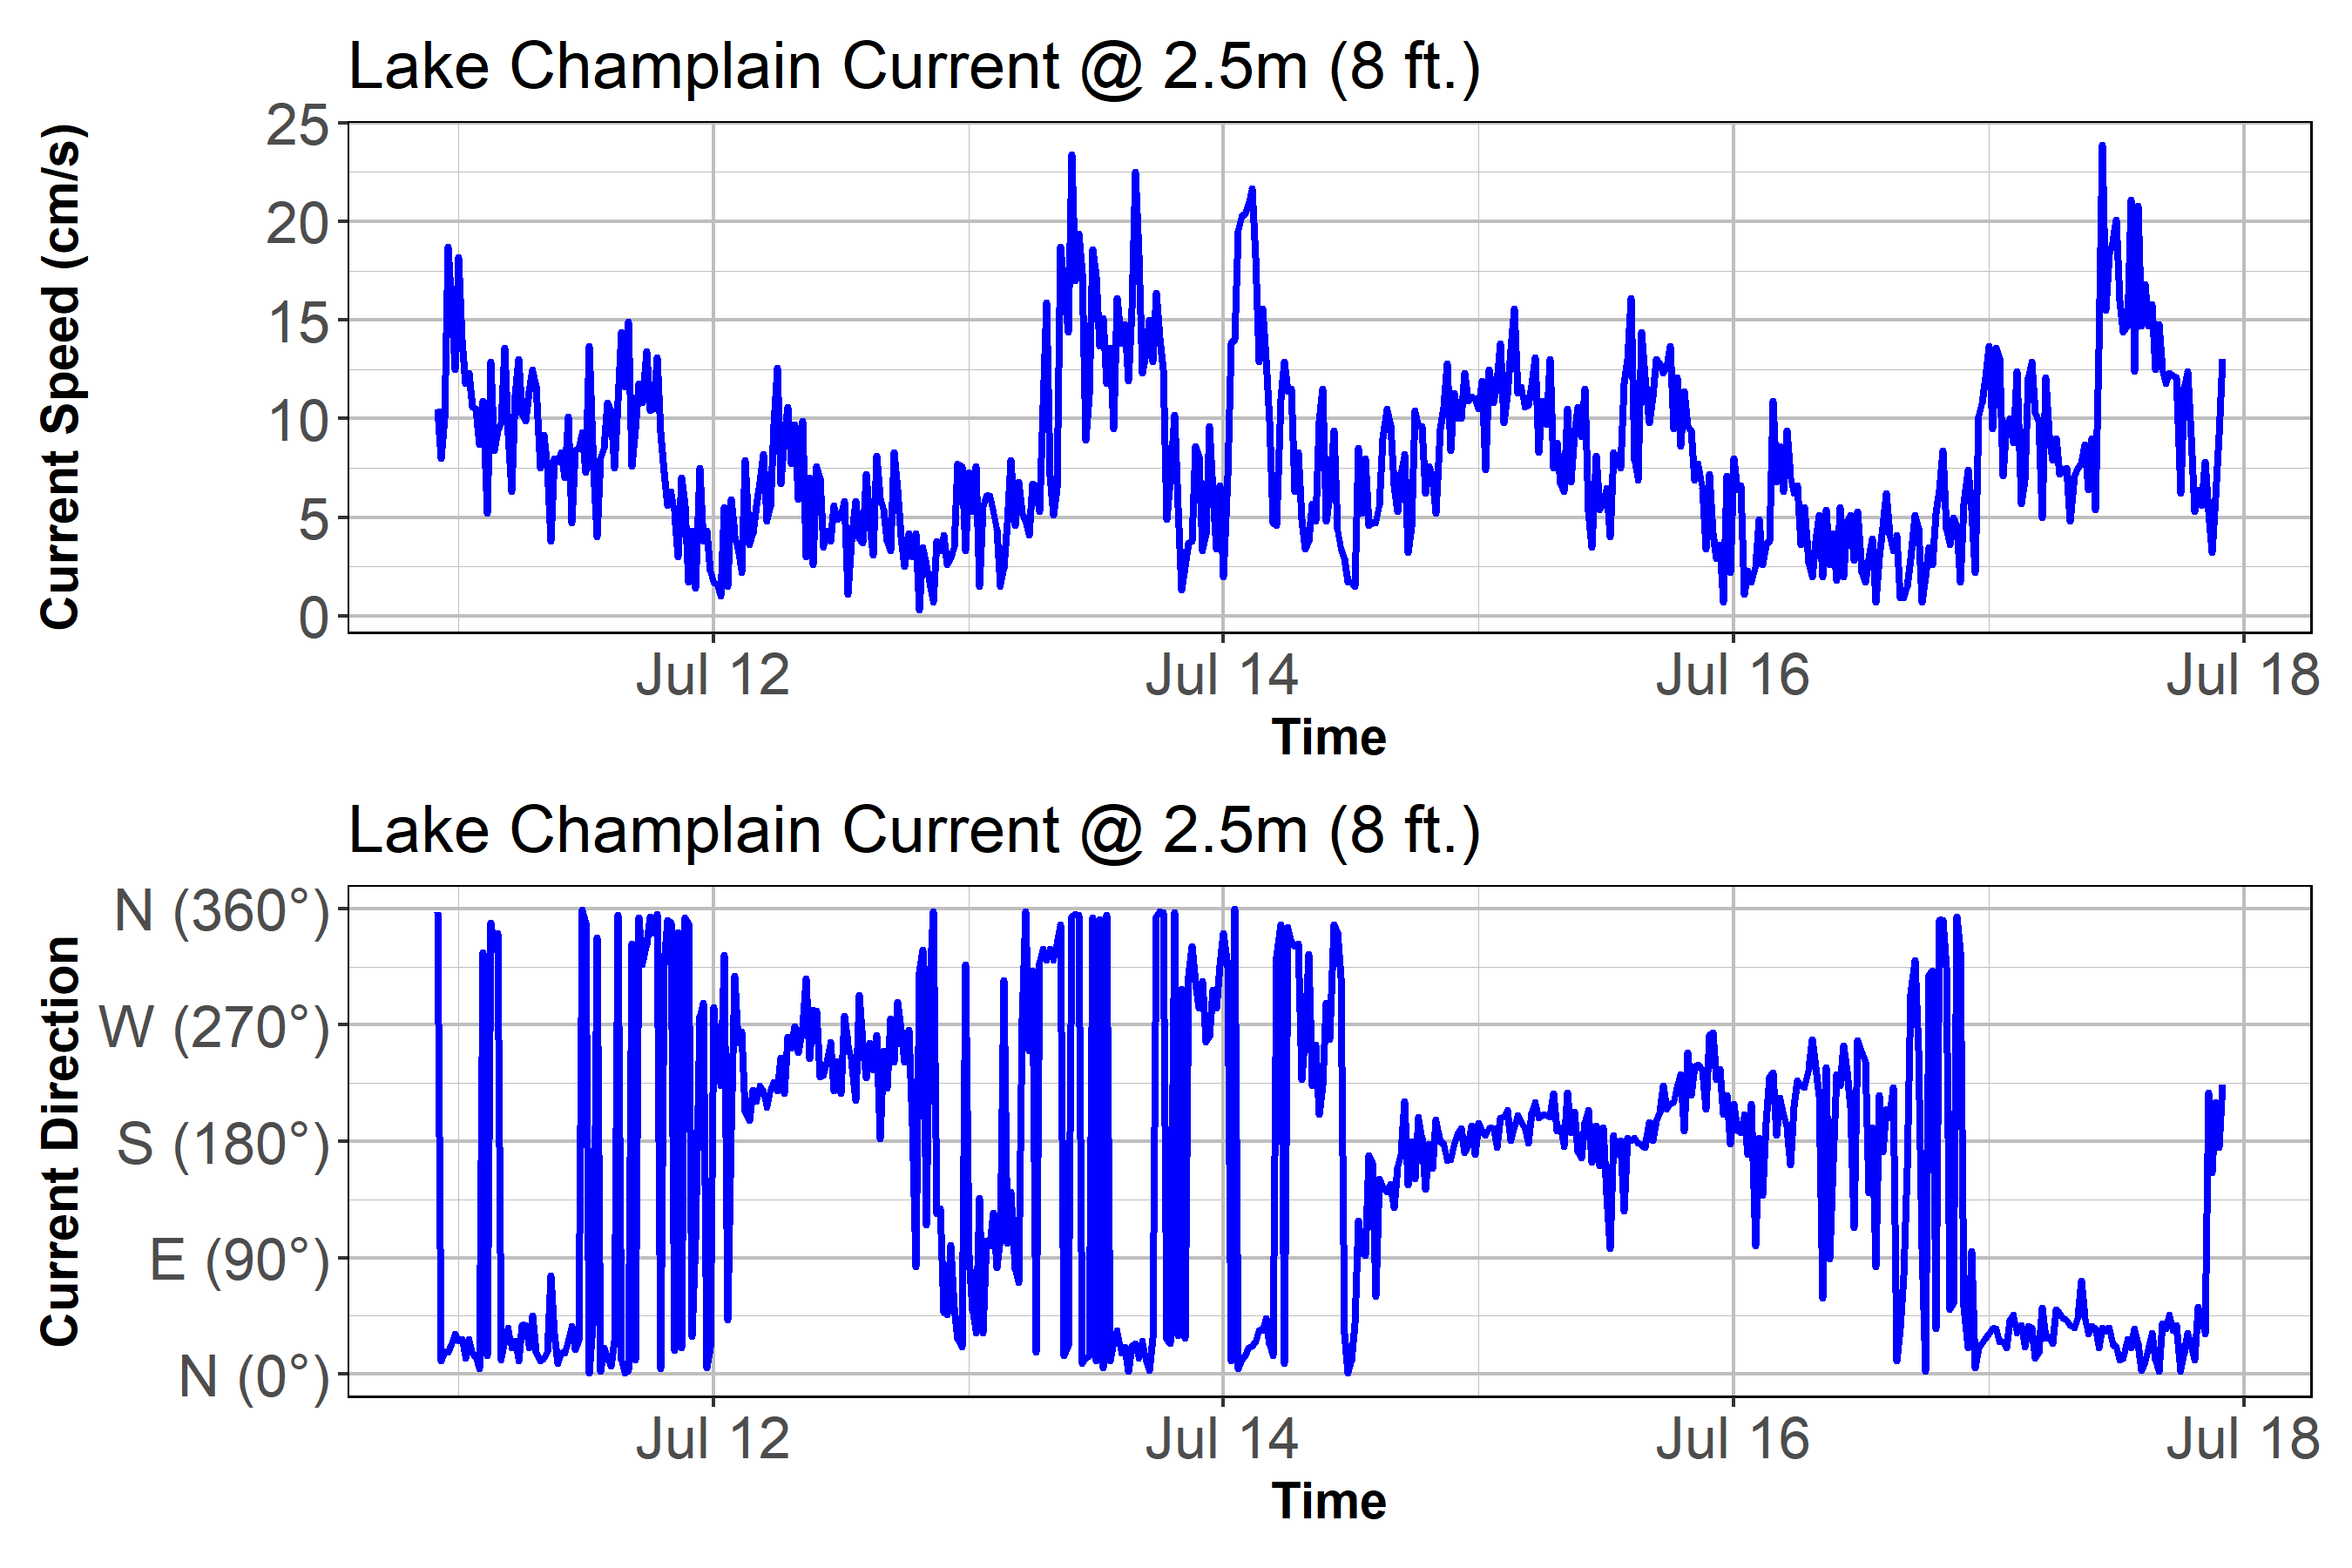 Lake Champlain Current @ 2.5m (8 ft.)
Current Speed (cm/s)
25
20
15
10
5
0
Jul 12 Jul 14 Jul 16 Jul 18
Time
Lake Champlain Current @ 2.5m (8 ft.)
Current Direction
N (360°)
W (270°)
S (180°)
E (90°)
N (0°)
Jul 12 Jul 14 Jul 16 Jul 18
Time